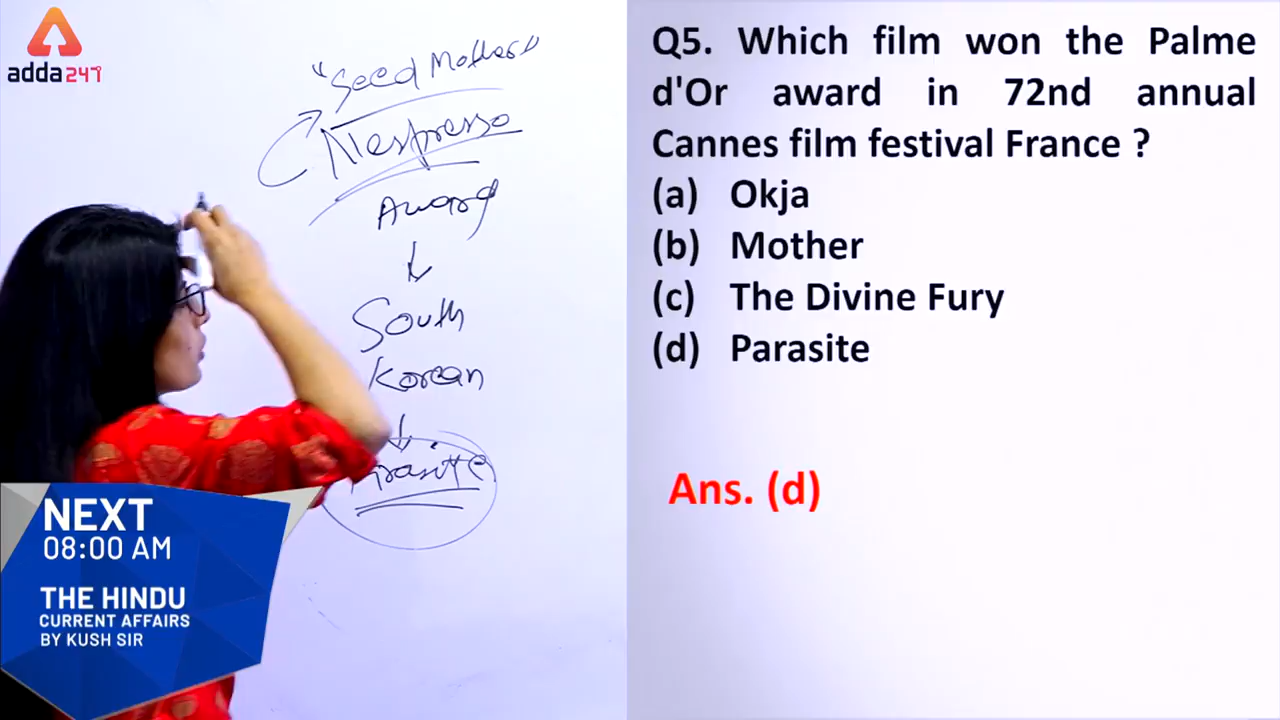 adda247
"Seed Mother"
Nespresso
Award
South
Korean
NEXT
08:00 AM
THE HINDU
CURRENT AFFAIRS
BY KUSH SIR
Q5. Which film won the Palme
d'Or award in 72nd annual
Cannes film festival France ?
(a) Okja
(b) Mother
(c) The Divine Fury
(d) Parasite
Ans. (d)